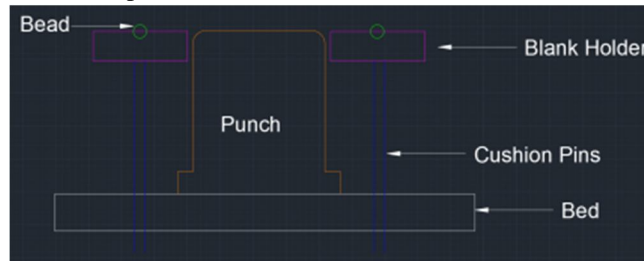 Bead
Blank Holder
Punch
Cushion Pins
Bed